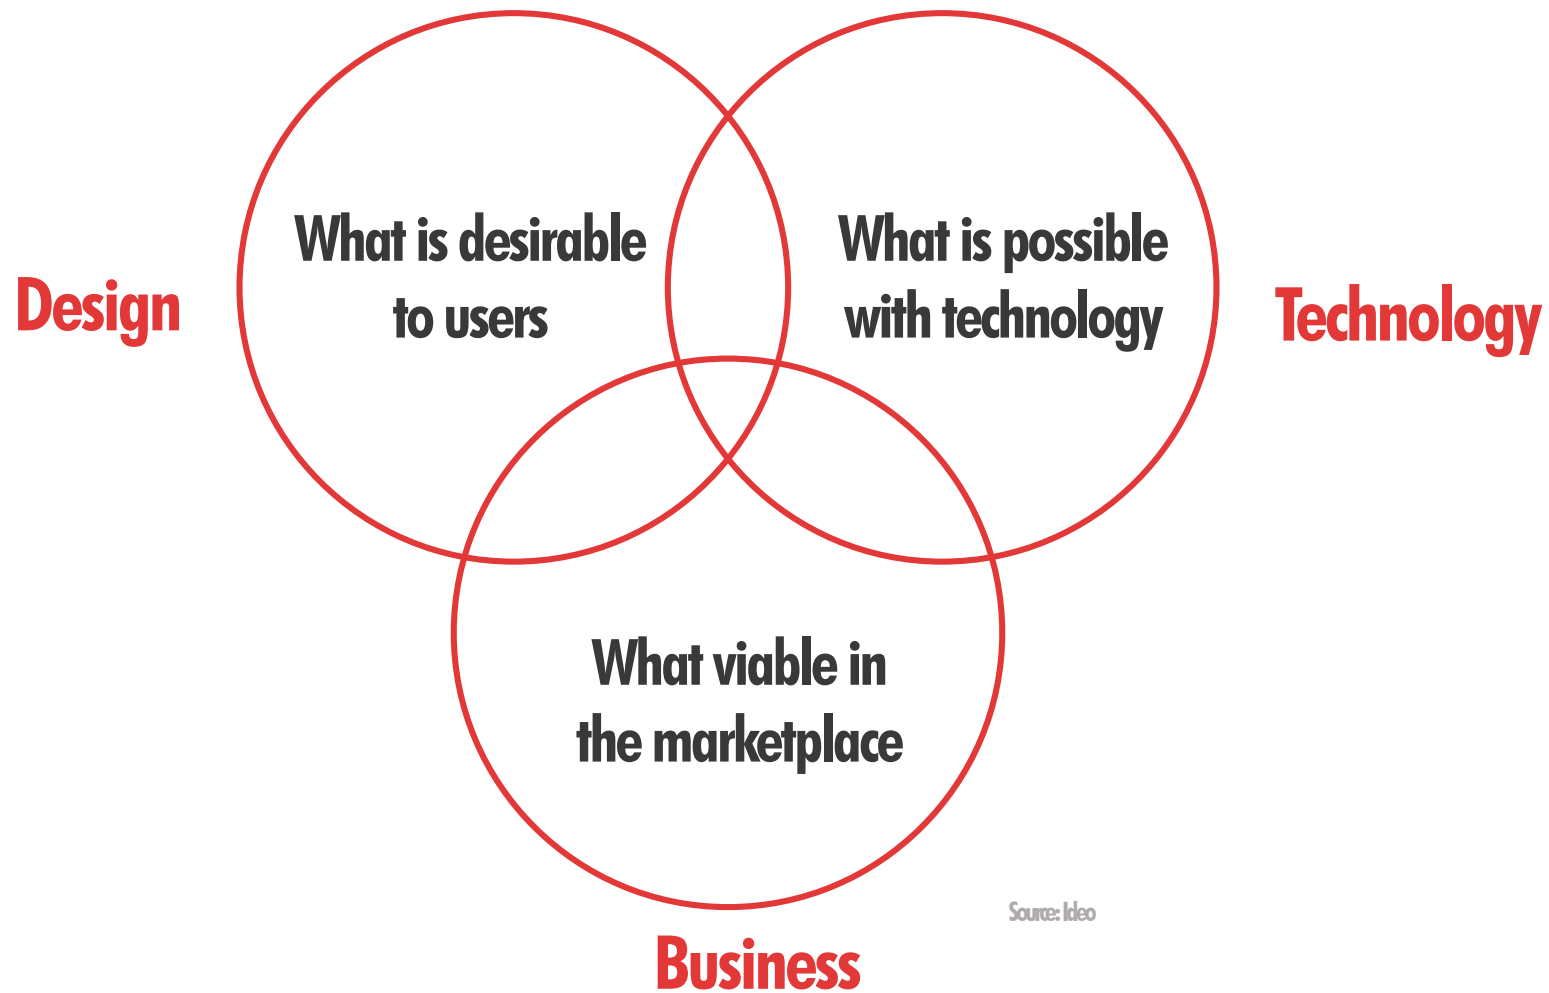 What is desirable
to users
What is possible
with technology
Design
Technology
What viable in
the marketplace
Source: Ideo
Business